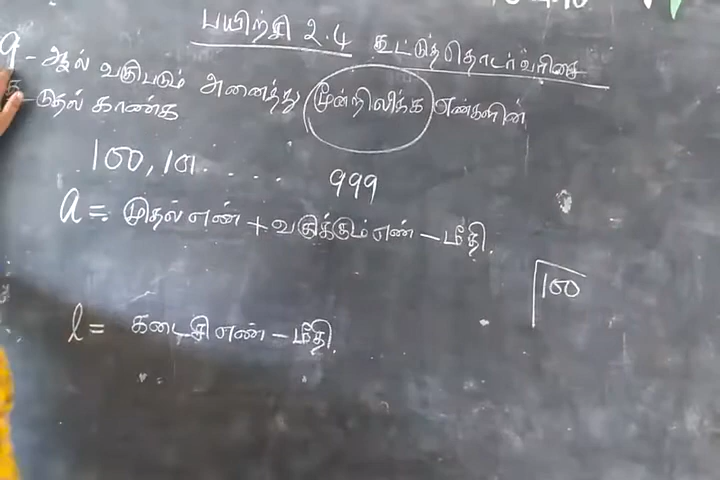 பயிற்சி 2.4 கூட்டுத்தொடர்வரிசை
9 - ஆல் வகுபடும் அனைத்து மூன்றிலக்க எண்களின்
கூடுதல் காண்க
100, 101 . . . . . 999
a = முதல் எண் + வகுக்கும் எண் - மீதி.
100
l = கடைசி எண் - மீதி.